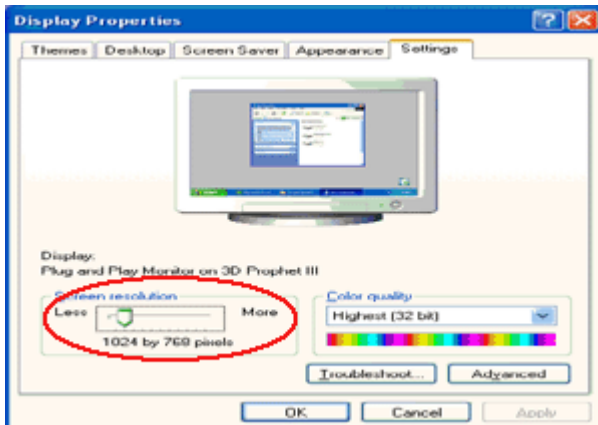 Display Properties
Themes Desktop Screen Saver Appearance Settings
Display:
Plug and Play Monitor on 3D Prophet III
Screen resolution
Less More
1024 by 768 pixels
Color quality
Highest (32 bit)
Troubleshoot... Advanced
OK Cancel Apply